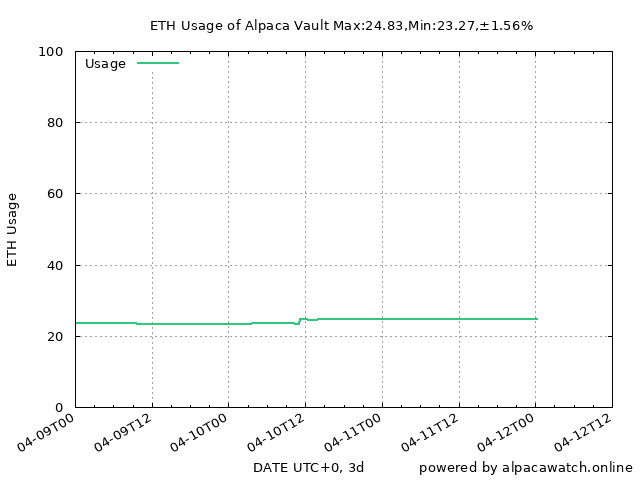 ETH Usage of Alpaca Vault Max:24.83,Min:23.27,±1.56%
100
Usage
80
60
ETH Usage
40
20
0
04-09T00 04-09T12 04-10T00 04-10T12 04-11T00 04-11T12 04-12T00 04-12T12
DATE UTC+0, 3d powered by alpacawatch.online